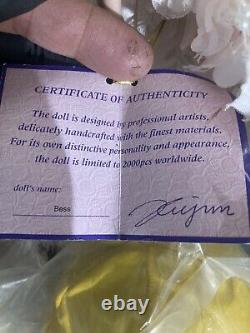 CERTIFICATE OF AUTHENTICITY
The doll is designed by professional artists,
delicately handcrafted with the finest materials.
For its own distinctive personality and appearance,
the doll is limited to 2000pcs worldwide.
doll's name:
Bess